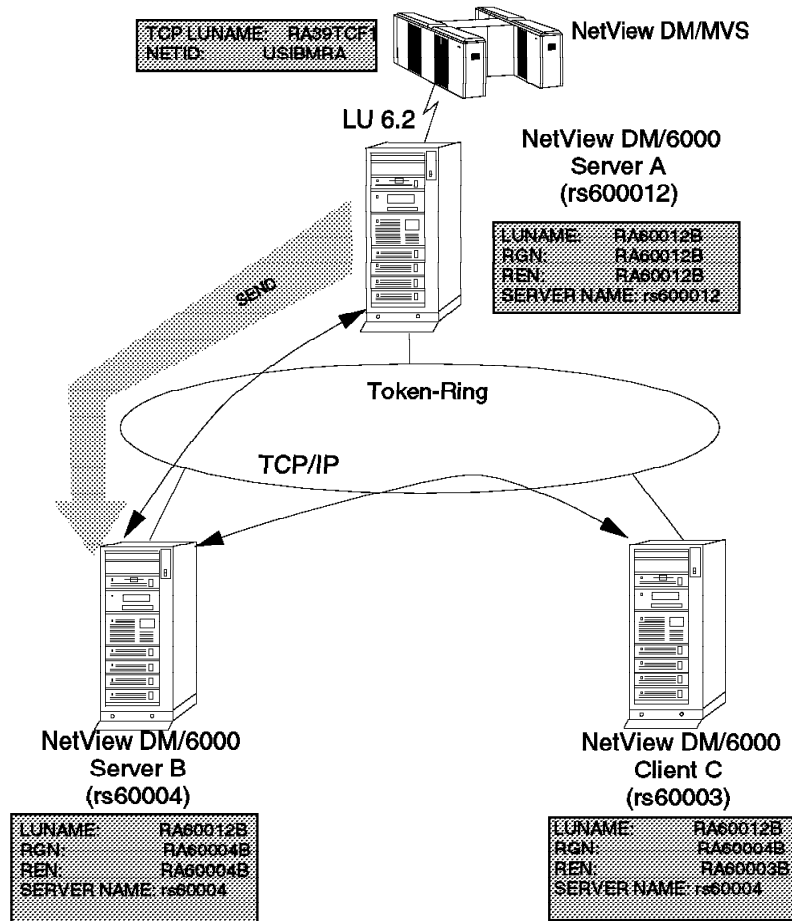 TCP LUNAME: RA39TCF1
NETID: USIBMRA
NetView DM/MVS
LU 6.2
NetView DM/6000
Server A
(rs600012)
LUNAME: RA60012B
RGN: RA60012B
REN: RA60012B
SERVER NAME: rs600012
SEND
Token-Ring
TCP/IP
NetView DM/6000
Server B
(rs60004)
LUNAME: RA60012B
RGN: RA60004B
REN: RA60004B
SERVER NAME: rs60004
NetView DM/6000
Client C
(rs60003)
LUNAME: RA60012B
RGN: RA60004B
REN: RA60003B
SERVER NAME: rs60004